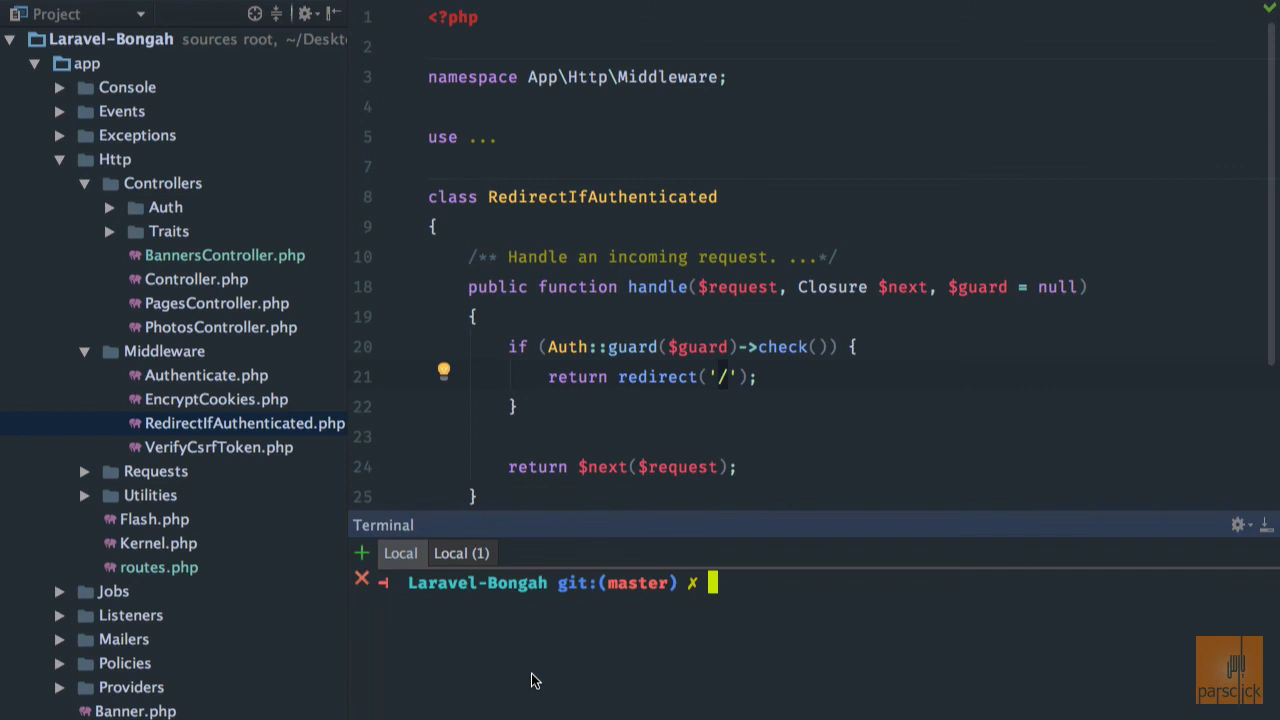 Project
Laravel-Bongah sources root, ~/Deskt
app
Console
Events
Exceptions
Http
Controllers
Auth
Traits
BannersController.php
Controller.php
PagesController.php
PhotosController.php
Middleware
Authenticate.php
EncryptCookies.php
RedirectIfAuthenticated.php
VerifyCsrfToken.php
Requests
Utilities
Flash.php
Kernel.php
routes.php
Jobs
Listeners
Mailers
Policies
Providers
Banner.php
1 <?php
2
3 namespace App\Http\Middleware;
4
5 use ...
7
8 class RedirectIfAuthenticated
9 {
10 /** Handle an incoming request. ...*/
18 public function handle($request, Closure $next, $guard = null)
19 {
20 if (Auth::guard($guard)->check()) {
21 return redirect('/');
22 }
23
24 return $next($request);
25 }
Terminal
+ Local Local (1)
Laravel-Bongah git:(master) ✗
parsclick